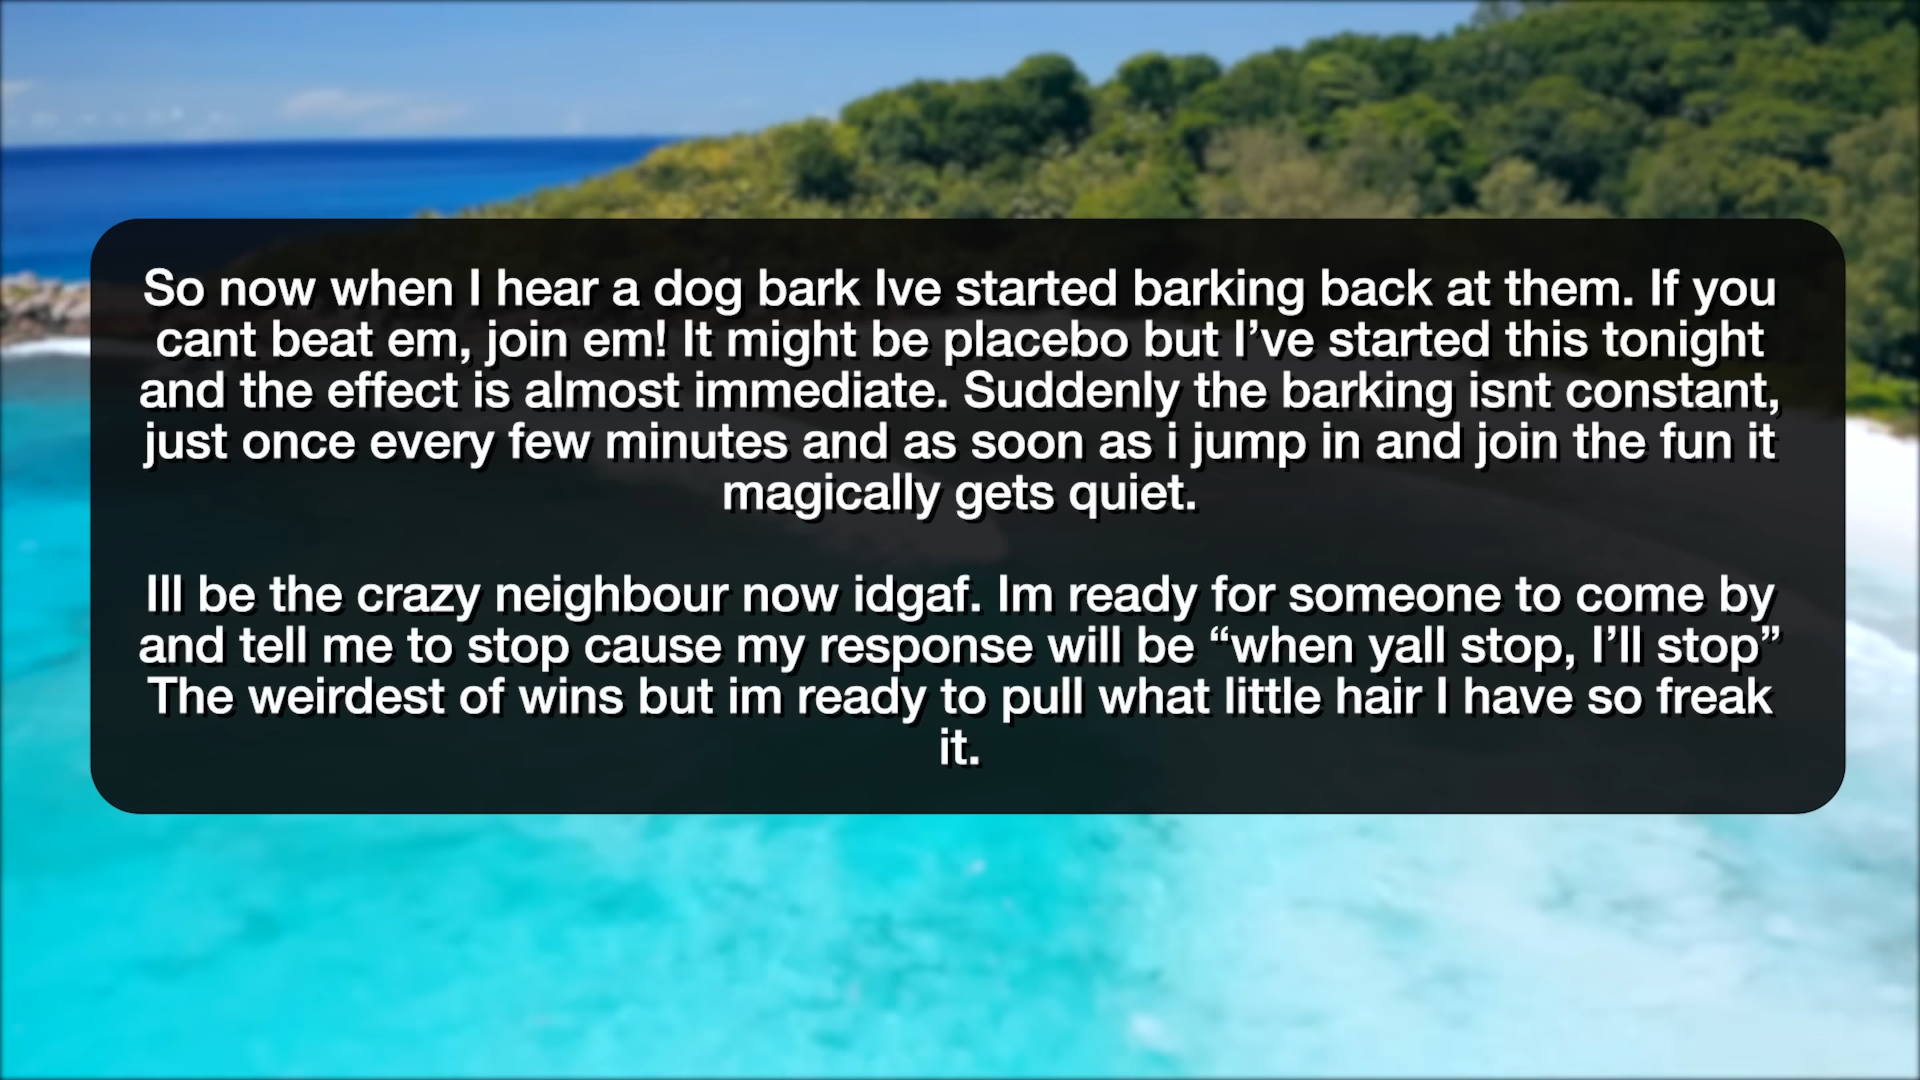 So now when I hear a dog bark Ive started barking back at them. If you
cant beat em, join em! It might be placebo but I’ve started this tonight
and the effect is almost immediate. Suddenly the barking isnt constant,
just once every few minutes and as soon as i jump in and join the fun it
magically gets quiet.
Ill be the crazy neighbour now idgaf. Im ready for someone to come by
and tell me to stop cause my response will be “when yall stop, I’ll stop”
The weirdest of wins but im ready to pull what little hair I have so freak
it.